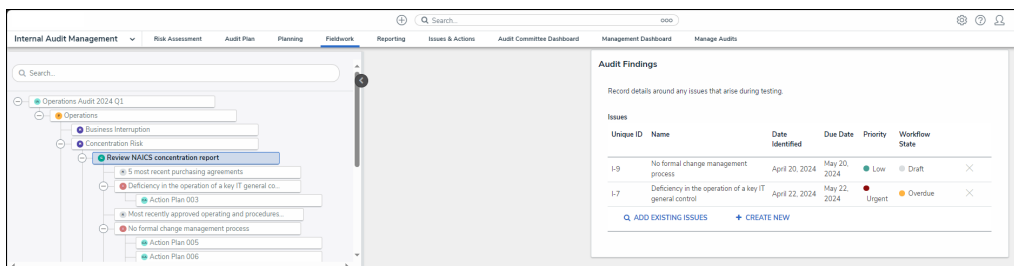 Search...
ooo
Internal Audit Management
Risk Assessment
Audit Plan
Planning
Fieldwork
Reporting
Issues & Actions
Audit Committee Dashboard
Management Dashboard
Manage Audits
Search...
Operations Audit 2024 Q1
Operations
Business Interruption
Concentration Risk
Review NAICS concentration report
5 most recent purchasing agreements
Deficiency in the operation of a key IT general co...
Action Plan 003
Most recently approved operating and procedures...
No formal change management process
Action Plan 005
Action Plan 006
Audit Findings
Record details around any issues that arise during testing.
Issues
Unique ID Name Date Identified Due Date Priority Workflow State
I-9 No formal change management process April 20, 2024 May 20, 2024 Low Draft
I-7 Deficiency in the operation of a key IT general control April 22, 2024 May 22, 2024 Urgent Overdue
ADD EXISTING ISSUES + CREATE NEW